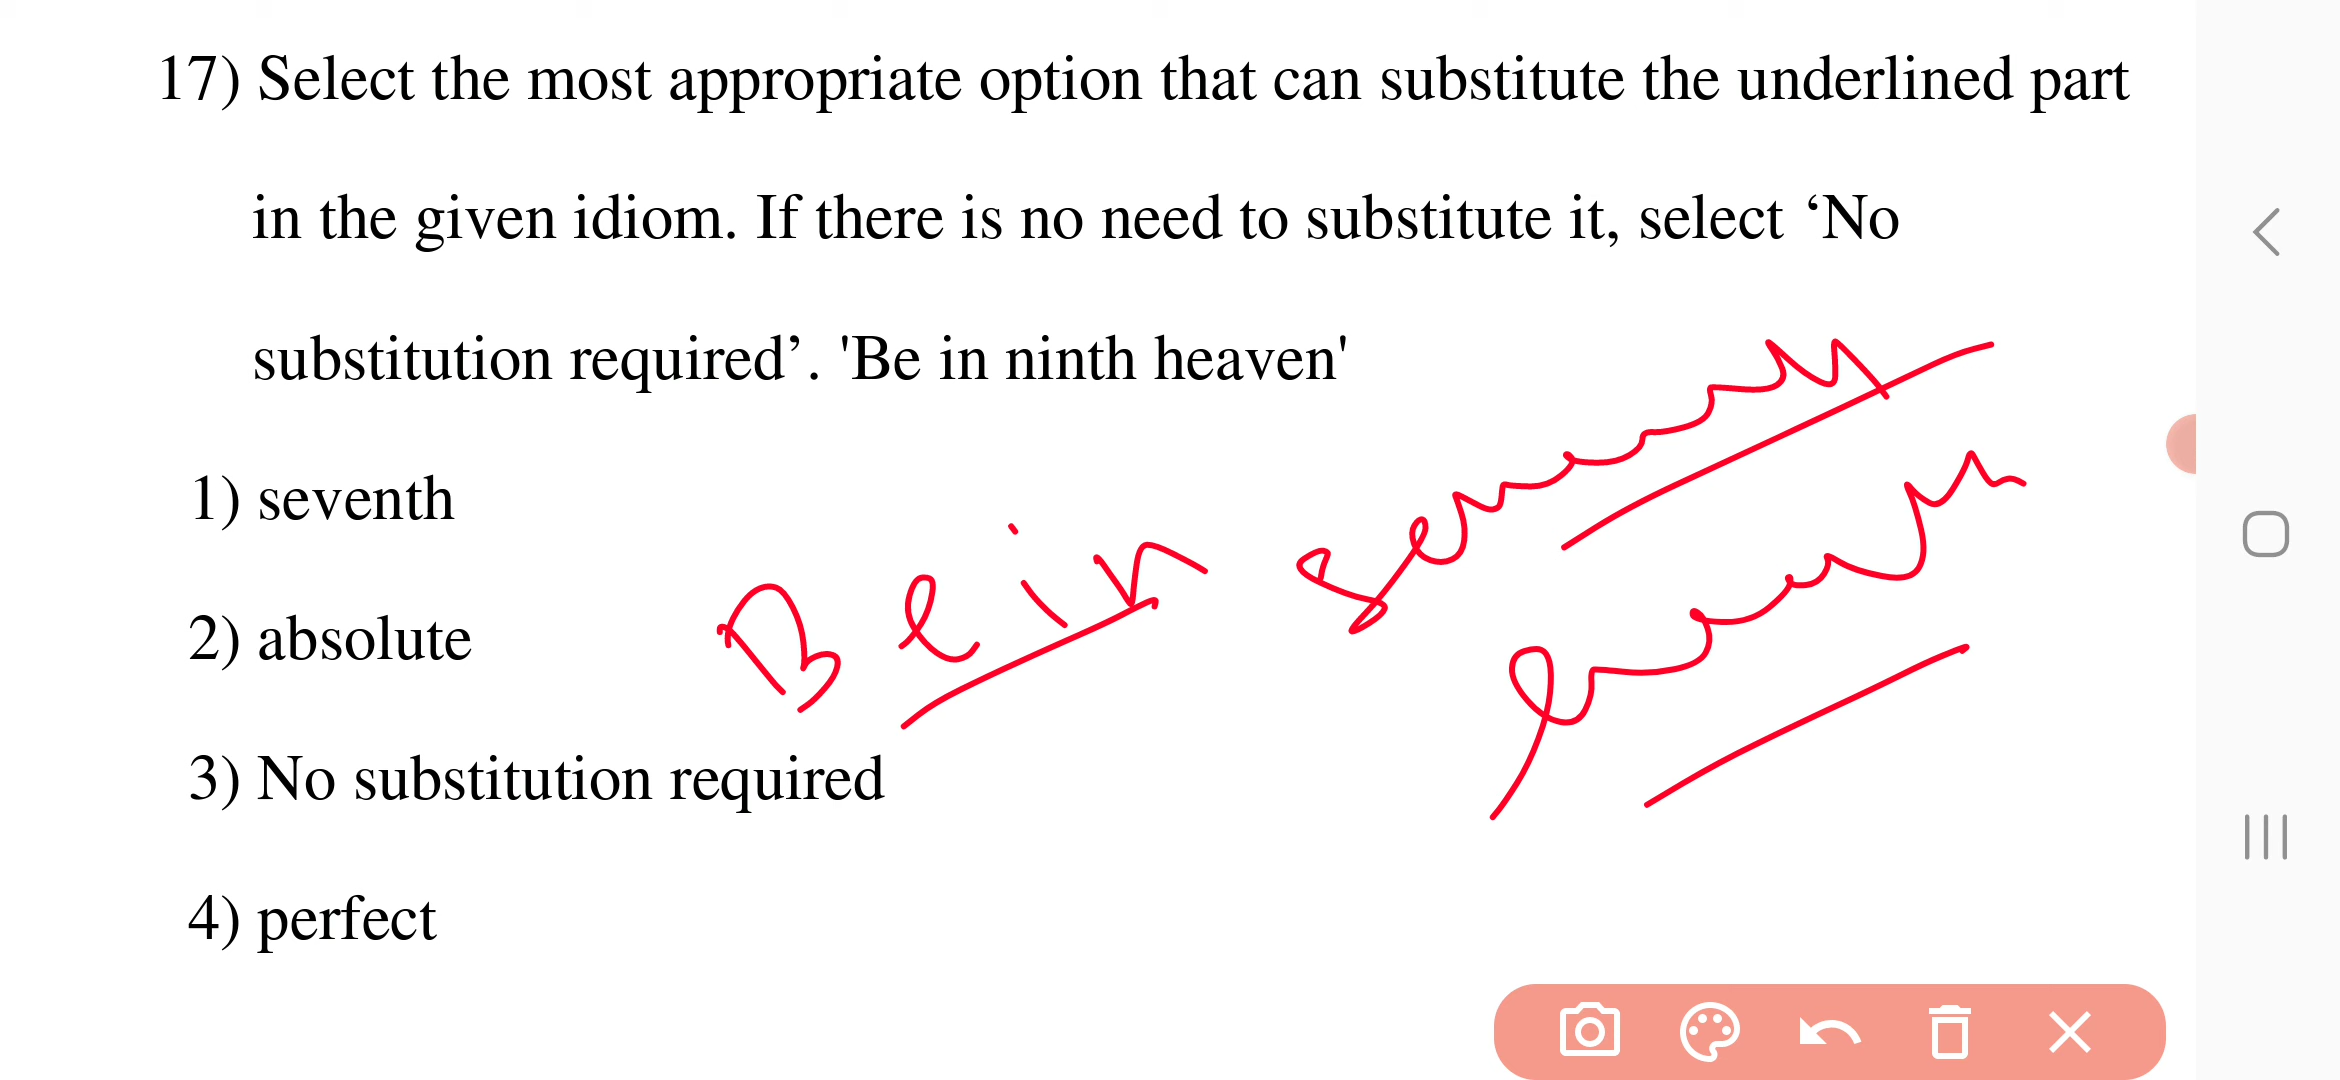 17) Select the most appropriate option that can substitute the underlined part
in the given idiom. If there is no need to substitute it, select ‘No
substitution required’. 'Be in ninth heaven'
1) seventh
2) absolute
3) No substitution required
4) perfect
Be in